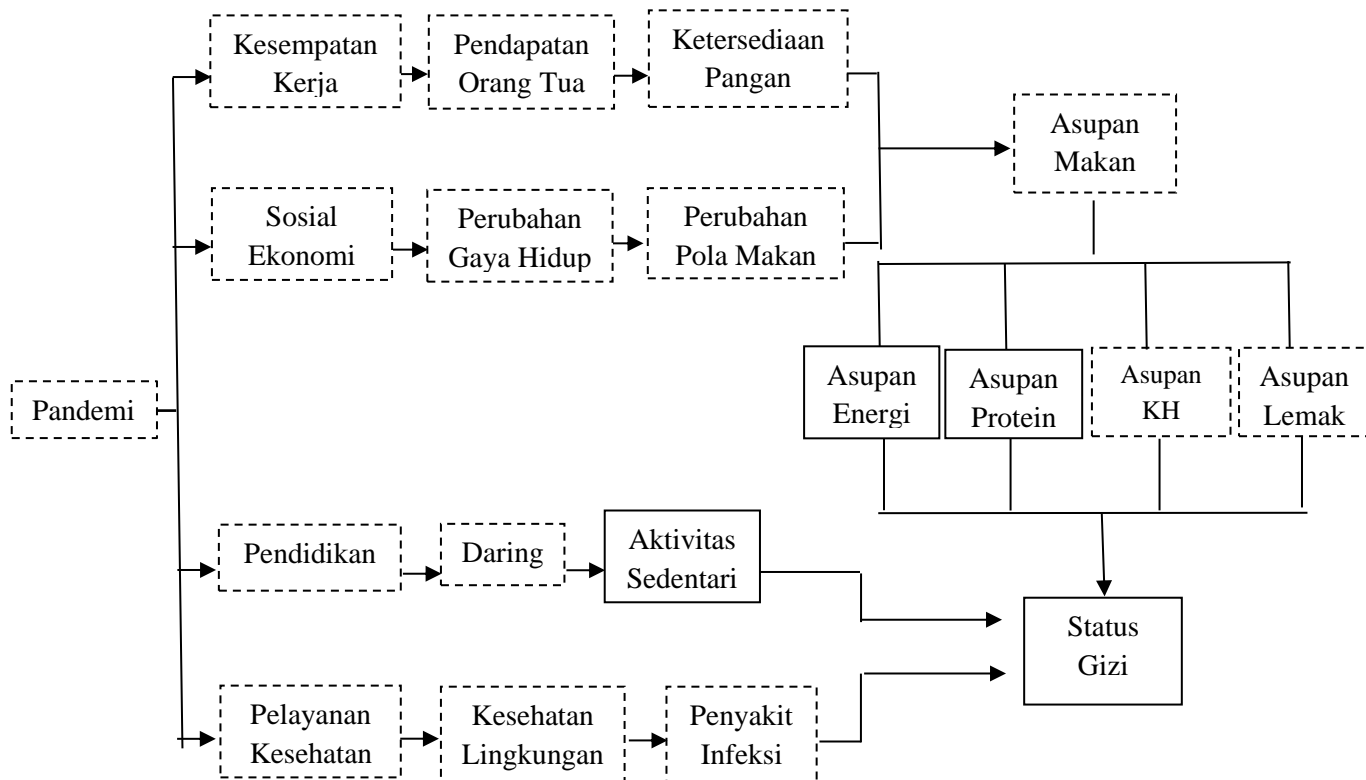 Kesempatan
Kerja
Pendapatan
Orang Tua
Ketersediaan
Pangan
Asupan
Makan
Sosial
Ekonomi
Perubahan
Gaya Hidup
Perubahan
Pola Makan
Asupan
Energi
Asupan
Protein
Asupan
KH
Asupan
Lemak
Pandemi
Pendidikan
Daring
Aktivitas
Sedentari
Status
Gizi
Pelayanan
Kesehatan
Kesehatan
Lingkungan
Penyakit
Infeksi